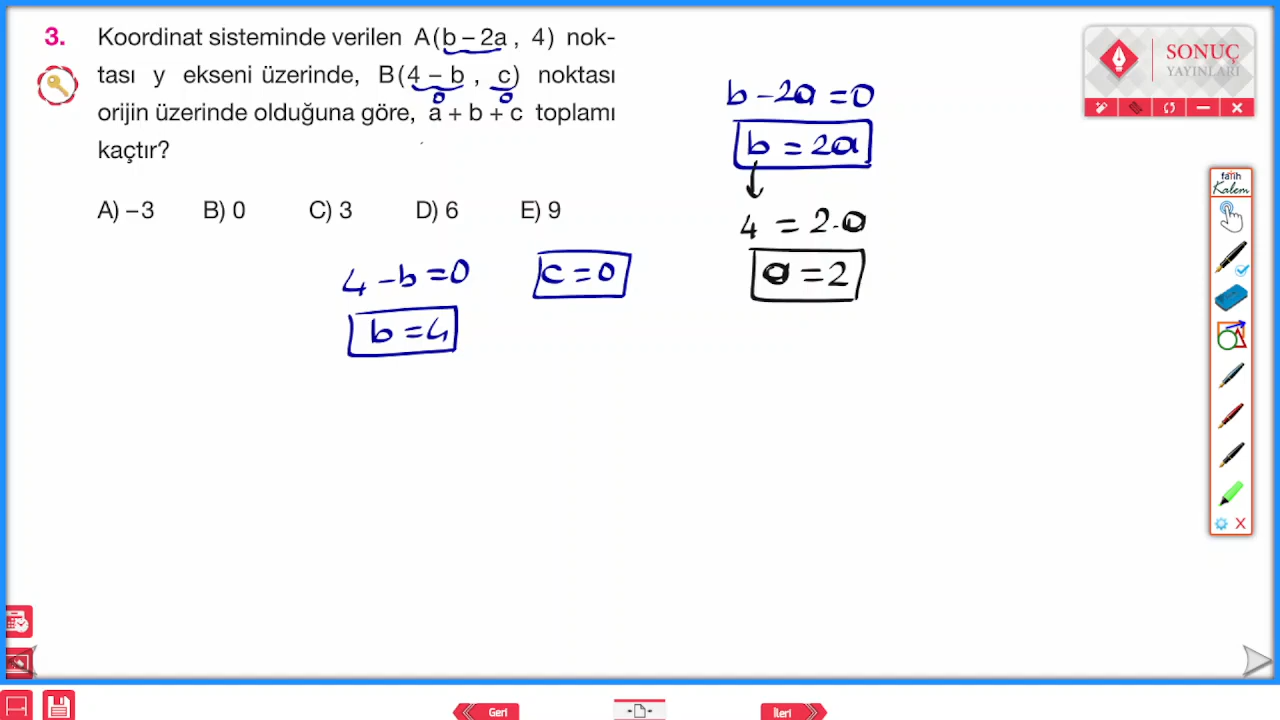 3. Koordinat sisteminde verilen A(b – 2a , 4) nok-
tası y ekseni üzerinde, B(4 – b , c) noktası
0 0
orijin üzerinde olduğuna göre, a + b + c toplamı
kaçtır?
A) –3 B) 0 C) 3 D) 6 E) 9
4 – b = 0
b = 4
c = 0
b – 2a = 0
b = 2a
4 = 2.a
a = 2
SONUÇ
YAYINLARI
fatih
Kalem
Geri
İleri